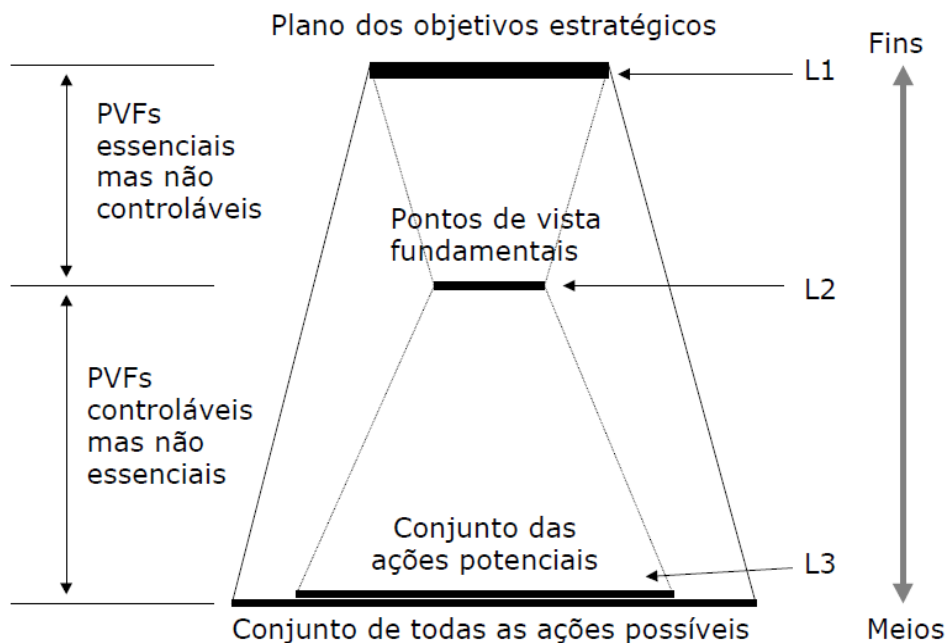 Plano dos objetivos estratégicos
Fins
L1
PVFs
essenciais
mas não
controláveis
Pontos de vista
fundamentais
L2
PVFs
controláveis
mas não
essenciais
Conjunto das
ações potenciais
L3
Conjunto de todas as ações possíveis
Meios